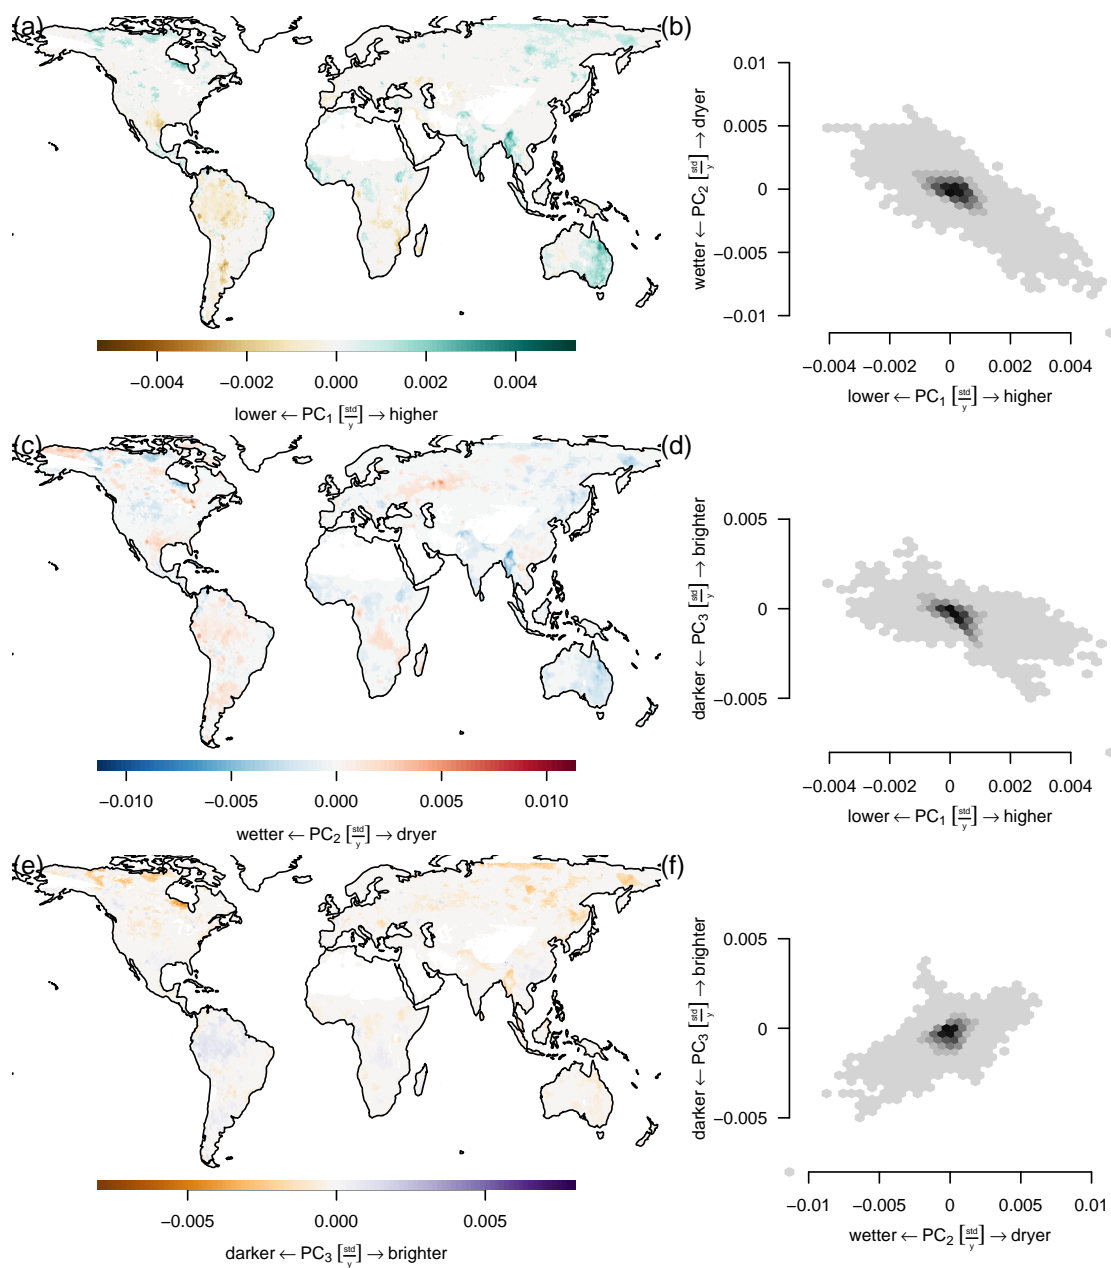 (a)
(b)
−0.004 −0.002 0.000 0.002 0.004
lower ← PC1 [std/y] → higher
0.010
0.005
0
−0.005
−0.01
wetter ← PC2 [std/y] → dryer
−0.004 −0.002 0 0.002 0.004
lower ← PC1 [std/y] → higher
(c)
(d)
−0.010 −0.005 0.000 0.005 0.010
wetter ← PC2 [std/y] → dryer
0.005
0
−0.005
darker ← PC3 [std/y] → brighter
−0.004 −0.002 0 0.002 0.004
lower ← PC1 [std/y] → higher
(e)
(f)
−0.005 0.000 0.005
darker ← PC3 [std/y] → brighter
0.005
0
−0.005
darker ← PC3 [std/y] → brighter
−0.01 −0.005 0 0.005 0.01
wetter ← PC2 [std/y] → dryer